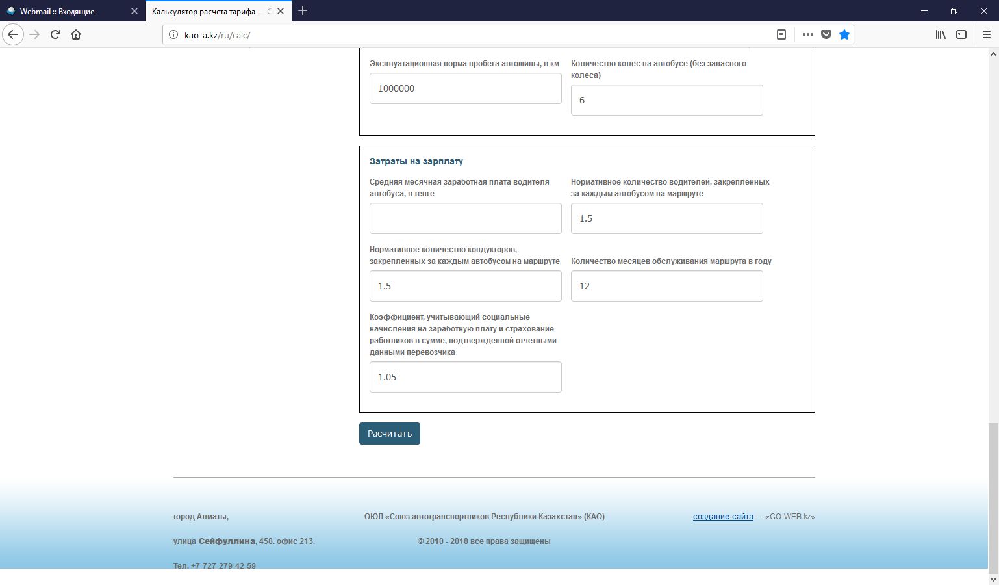 Webmail :: Входящие
Калькулятор расчета тарифа — С
kao-a.kz/ru/calc/
Эксплуатационная норма пробега автошины, в км
1000000
Количество колес на автобусе (без запасного
колеса)
6
Затраты на зарплату
Средняя месячная заработная плата водителя
автобуса, в тенге
Нормативное количество водителей, закрепленных
за каждым автобусом на маршруте
1.5
Нормативное количество кондукторов,
закрепленных за каждым автобусом на маршруте
1.5
Количество месяцев обслуживания маршрута в году
12
Коэффициент, учитывающий социальные
начисления на заработную плату и страхование
работников в сумме, подтвержденной отчетными
данными перевозчика
1.05
Расчитать
город Алматы,
улица Сейфуллина, 458. офис 213.
Тел. +7-727-279-42-59
ОЮЛ «Союз автотранспортников Республики Казахстан» (КАО)
© 2010 - 2018 все права защищены
создание сайта — «GO-WEB.kz»